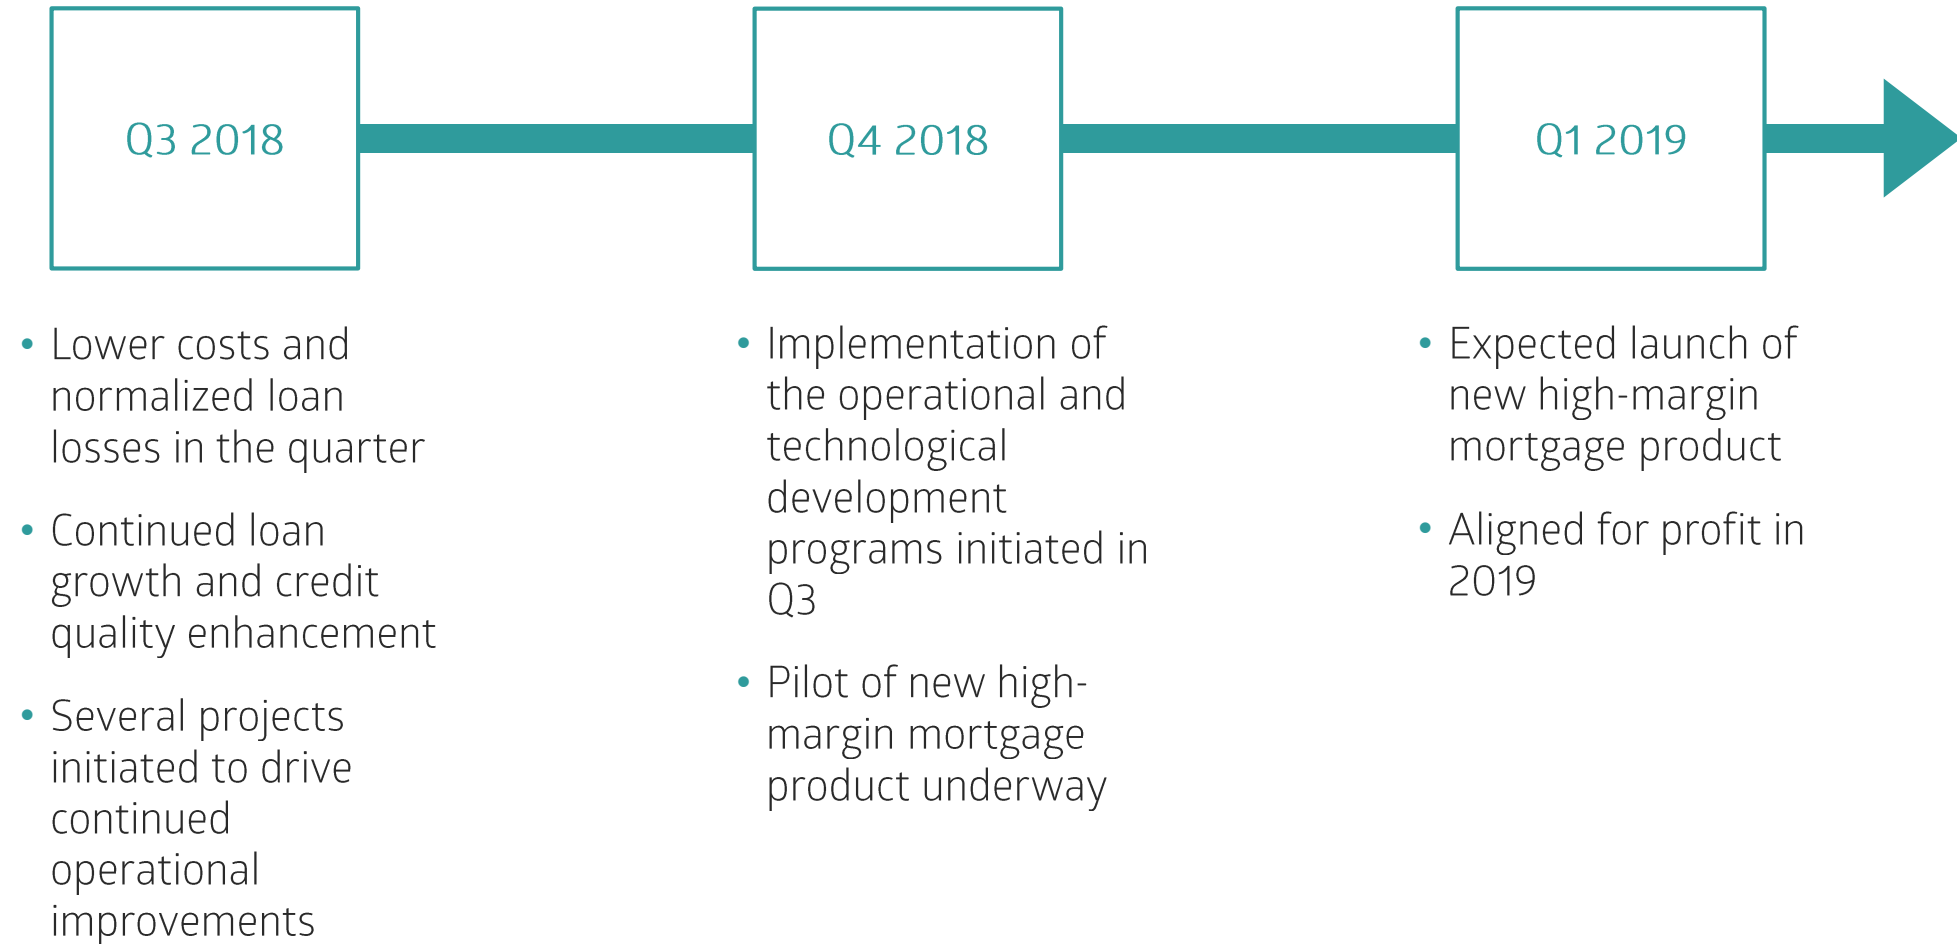 Q3 2018
Q4 2018
Q1 2019
• Lower costs and
normalized loan
losses in the quarter
• Continued loan
growth and credit
quality enhancement
• Several projects
initiated to drive
continued
operational
improvements
• Implementation of
the operational and
technological
development
programs initiated in
Q3
• Pilot of new high-
margin mortgage
product underway
• Expected launch of
new high-margin
mortgage product
• Aligned for profit in
2019